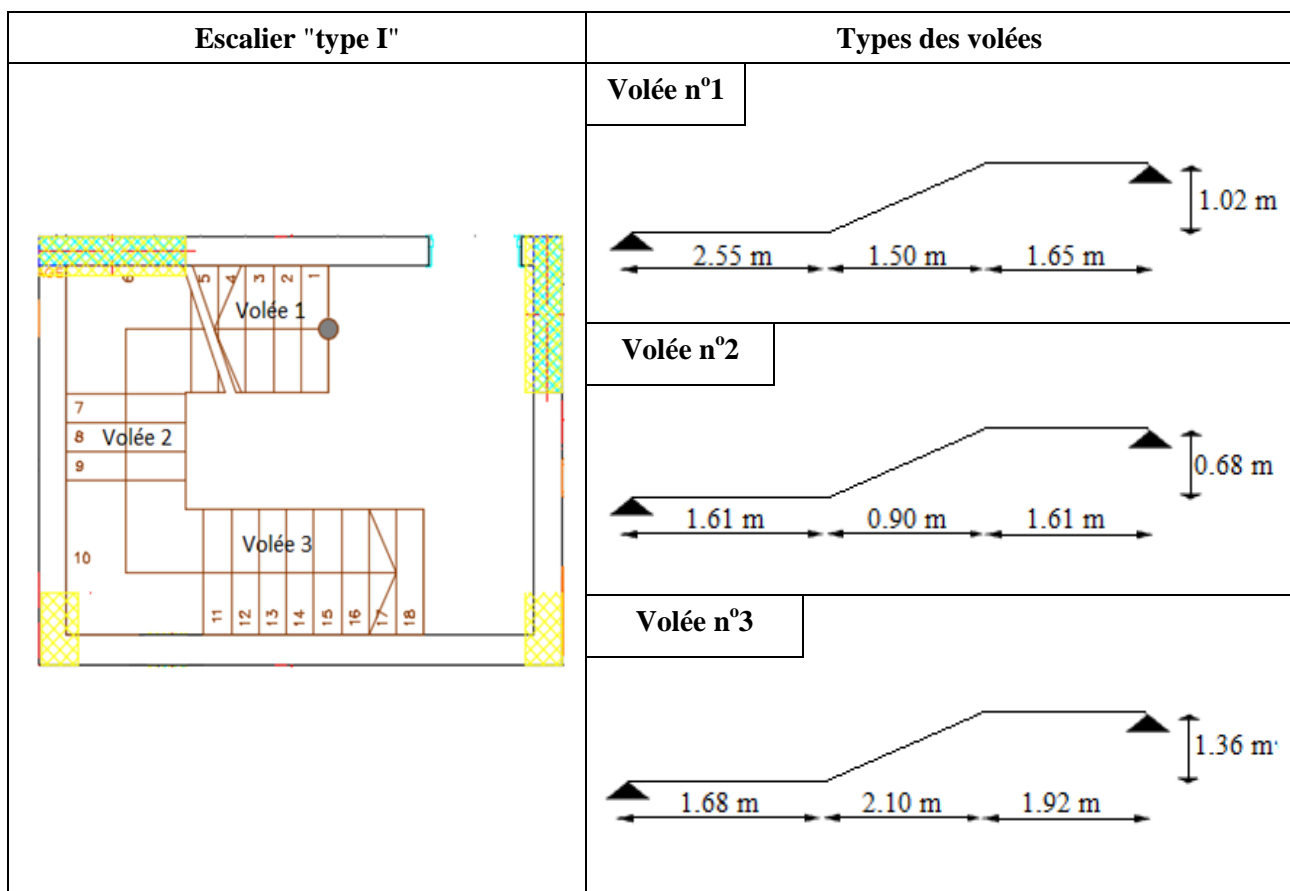 Escalier "type I"
Types des volées
AGE
6
5
4
3
2
1
Volée 1
7
8
Volée 2
9
10
Volée 3
11
12
13
14
15
16
17
18
Volée nº1
1.02 m
2.55 m
1.50 m
1.65 m
Volée nº2
0.68 m
1.61 m
0.90 m
1.61 m
Volée nº3
1.36 m
1.68 m
2.10 m
1.92 m